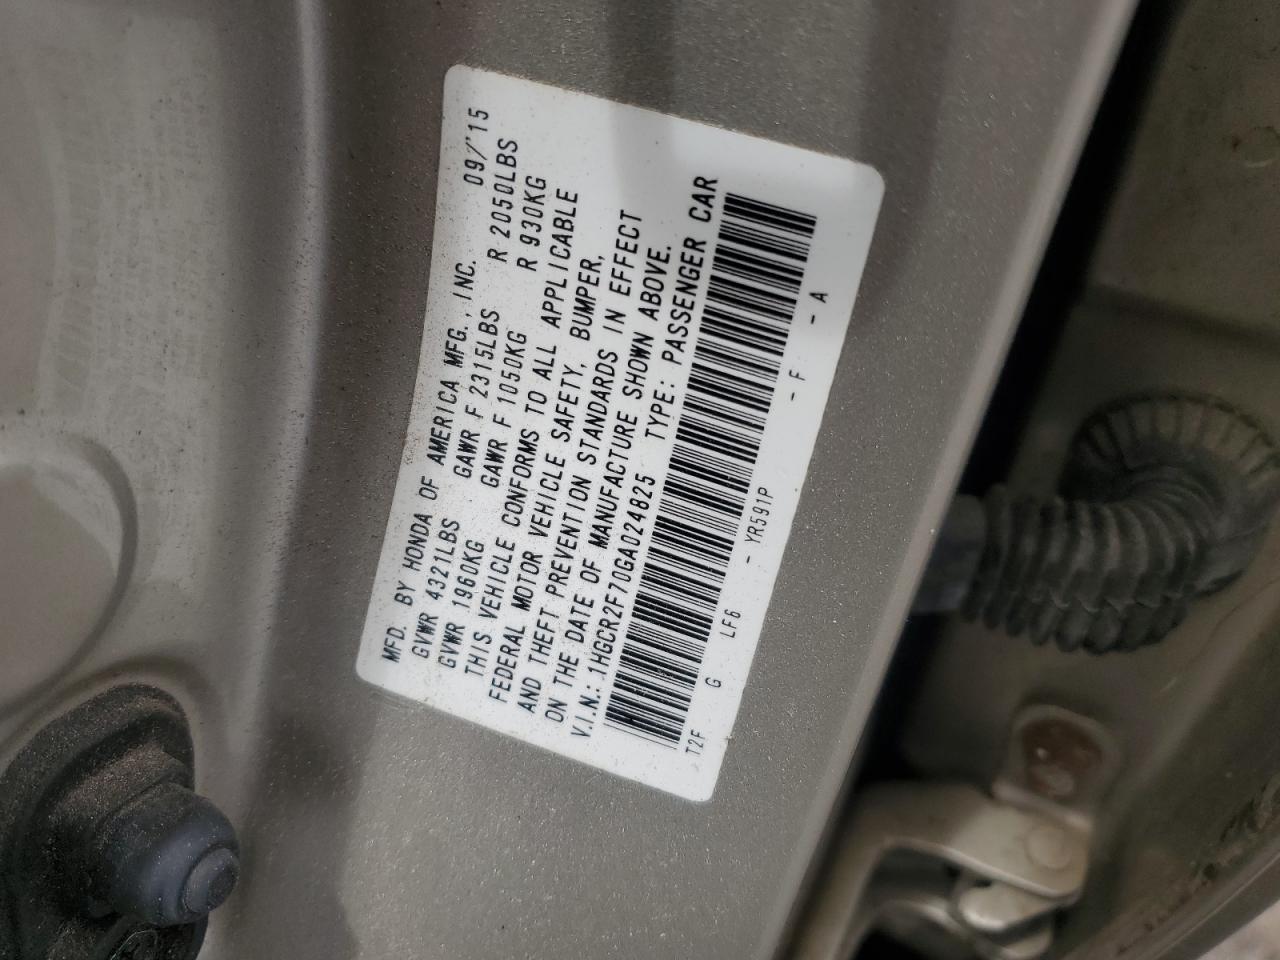 MFD. BY HONDA OF AMERICA MFG., INC. 09/'15
GVWR 4321LBS GAWR F 2315LBS R 2050LBS
GVWR 1960KG GAWR F 1050KG R 930KG
THIS VEHICLE CONFORMS TO ALL APPLICABLE
FEDERAL MOTOR VEHICLE SAFETY, BUMPER,
AND THEFT PREVENTION STANDARDS IN EFFECT
ON THE DATE OF MANUFACTURE SHOWN ABOVE.
V.I.N.: 1HGCR2F70GA024825 TYPE: PASSENGER CAR
T2F G LF6 - YR591P - F - A